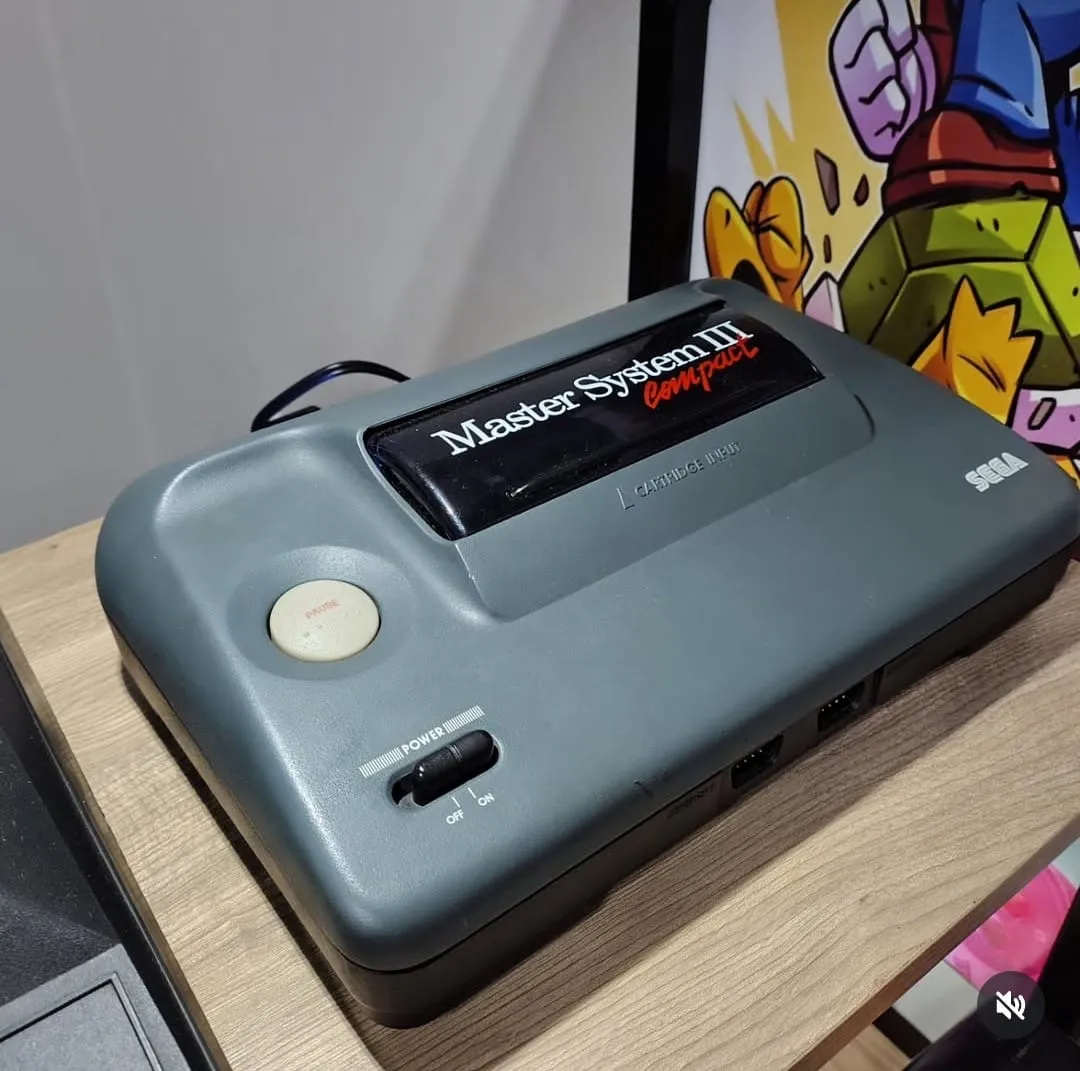 Master System III
compact
CARTRIDGE INPUT
SEGA
PAUSE
POWER
OFF
ON